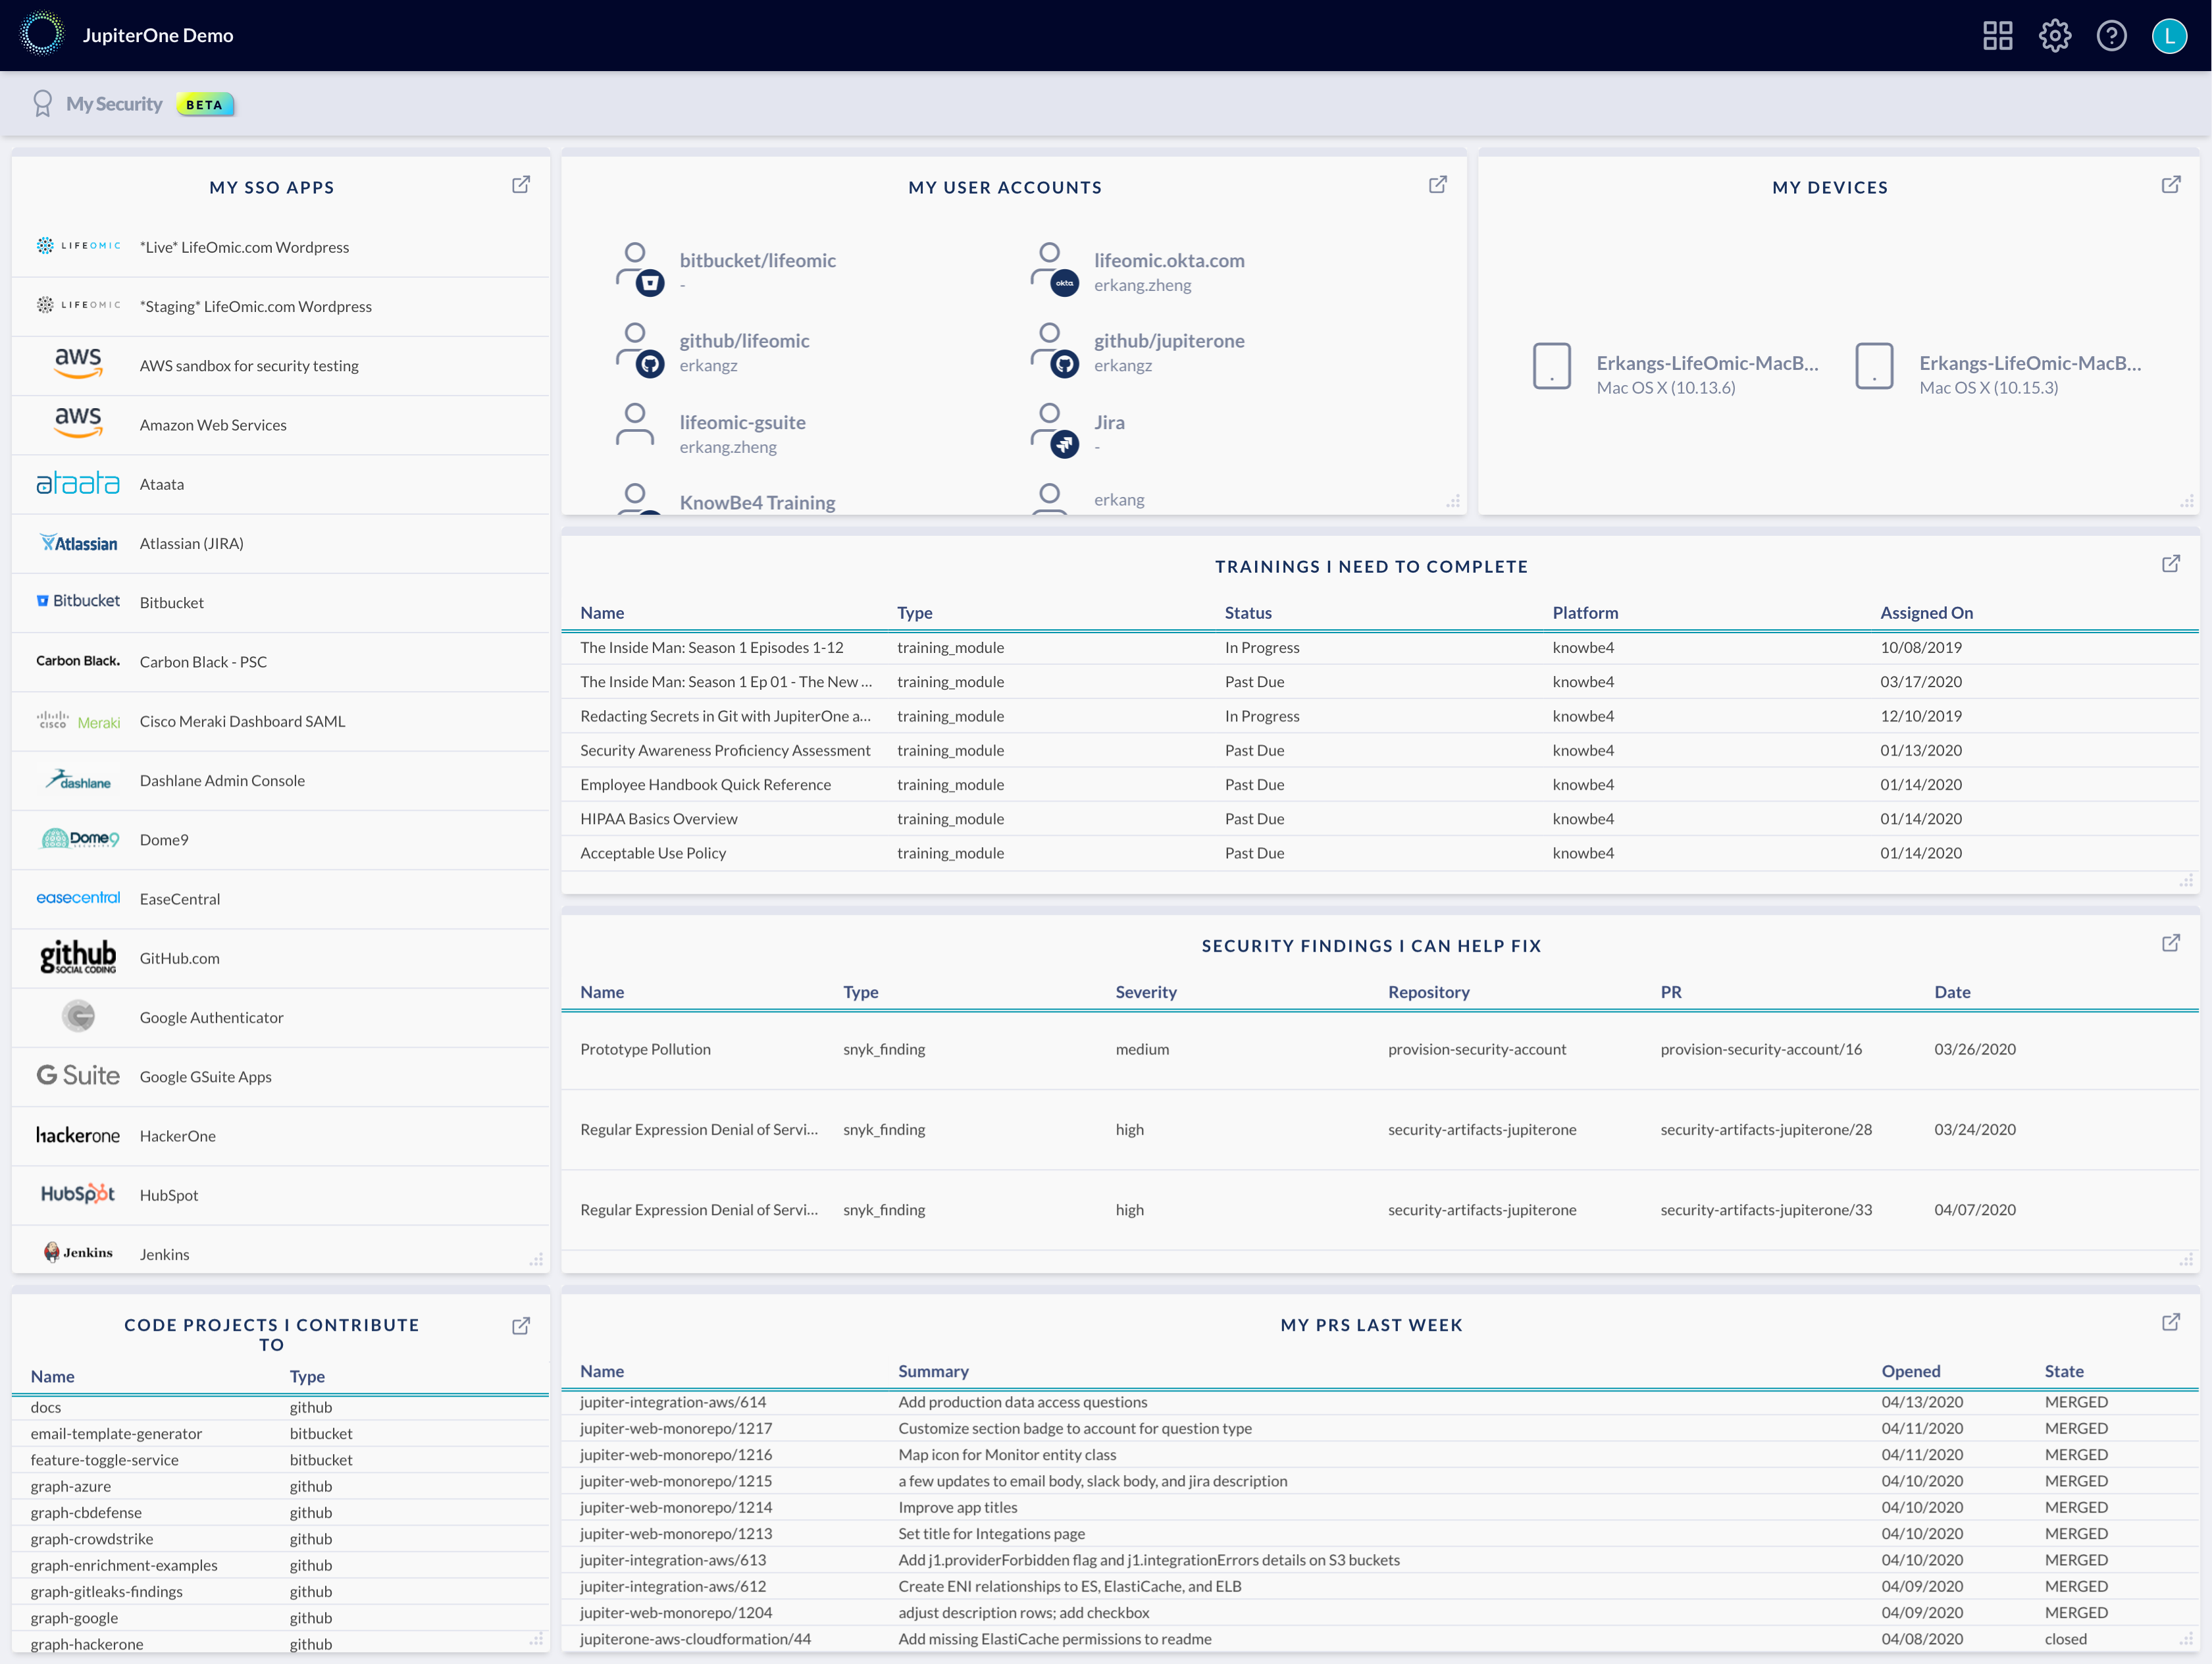 JupiterOne Demo
L
My Security BETA
MY SSO APPS
LIFEOMIC *Live* LifeOmic.com Wordpress
LIFEOMIC *Staging* LifeOmic.com Wordpress
aws AWS sandbox for security testing
aws Amazon Web Services
ataata Ataata
Atlassian Atlassian (JIRA)
Bitbucket Bitbucket
Carbon Black. Carbon Black - PSC
CISCO Meraki Cisco Meraki Dashboard SAML
dashlane Dashlane Admin Console
Dome9 SECURITY Dome9
easecentral EaseCentral
github SOCIAL CODING GitHub.com
Google Authenticator
G Suite Google GSuite Apps
hackerone HackerOne
HubSpot HubSpot
Jenkins Jenkins
MY USER ACCOUNTS
bitbucket/lifeomic
-
okta
lifeomic.okta.com
erkang.zheng
github/lifeomic
erkangz
github/jupiterone
erkangz
lifeomic-gsuite
erkang.zheng
Jira
-
KnowBe4 Training
erkang
MY DEVICES
Erkangs-LifeOmic-MacB...
Mac OS X (10.13.6)
Erkangs-LifeOmic-MacB...
Mac OS X (10.15.3)
TRAININGS I NEED TO COMPLETE
Name Type Status Platform Assigned On
The Inside Man: Season 1 Episodes 1-12 training_module In Progress knowbe4 10/08/2019
The Inside Man: Season 1 Ep 01 - The New ... training_module Past Due knowbe4 03/17/2020
Redacting Secrets in Git with JupiterOne a... training_module In Progress knowbe4 12/10/2019
Security Awareness Proficiency Assessment training_module Past Due knowbe4 01/13/2020
Employee Handbook Quick Reference training_module Past Due knowbe4 01/14/2020
HIPAA Basics Overview training_module Past Due knowbe4 01/14/2020
Acceptable Use Policy training_module Past Due knowbe4 01/14/2020
SECURITY FINDINGS I CAN HELP FIX
Name Type Severity Repository PR Date
Prototype Pollution snyk_finding medium provision-security-account provision-security-account/16 03/26/2020
Regular Expression Denial of Servi... snyk_finding high security-artifacts-jupiterone security-artifacts-jupiterone/28 03/24/2020
Regular Expression Denial of Servi... snyk_finding high security-artifacts-jupiterone security-artifacts-jupiterone/33 04/07/2020
CODE PROJECTS I CONTRIBUTE
TO
Name Type
docs github
email-template-generator bitbucket
feature-toggle-service bitbucket
graph-azure github
graph-cbdefense github
graph-crowdstrike github
graph-enrichment-examples github
graph-gitleaks-findings github
graph-google github
graph-hackerone github
MY PRS LAST WEEK
Name Summary Opened State
jupiter-integration-aws/614 Add production data access questions 04/13/2020 MERGED
jupiter-web-monorepo/1217 Customize section badge to account for question type 04/11/2020 MERGED
jupiter-web-monorepo/1216 Map icon for Monitor entity class 04/11/2020 MERGED
jupiter-web-monorepo/1215 a few updates to email body, slack body, and jira description 04/10/2020 MERGED
jupiter-web-monorepo/1214 Improve app titles 04/10/2020 MERGED
jupiter-web-monorepo/1213 Set title for Integations page 04/10/2020 MERGED
jupiter-integration-aws/613 Add j1.providerForbidden flag and j1.integrationErrors details on S3 buckets 04/10/2020 MERGED
jupiter-integration-aws/612 Create ENI relationships to ES, ElastiCache, and ELB 04/09/2020 MERGED
jupiter-web-monorepo/1204 adjust description rows; add checkbox 04/09/2020 MERGED
jupiterone-aws-cloudformation/44 Add missing ElastiCache permissions to readme 04/08/2020 closed